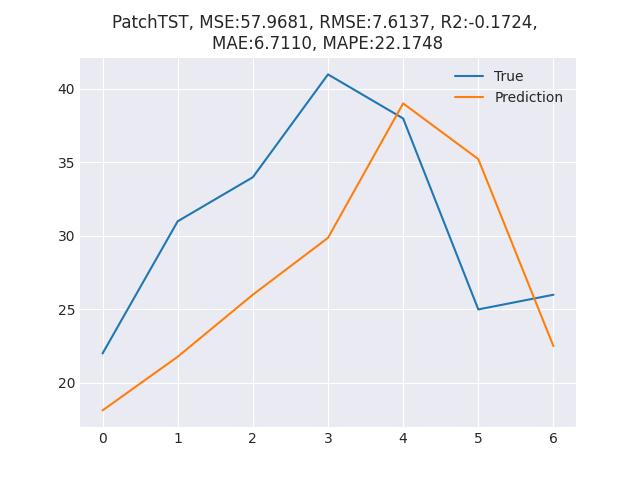 PatchTST, MSE:57.9681, RMSE:7.6137, R2:-0.1724,
MAE:6.7110, MAPE:22.1748
True
Prediction
40
35
30
25
20
0 1 2 3 4 5 6